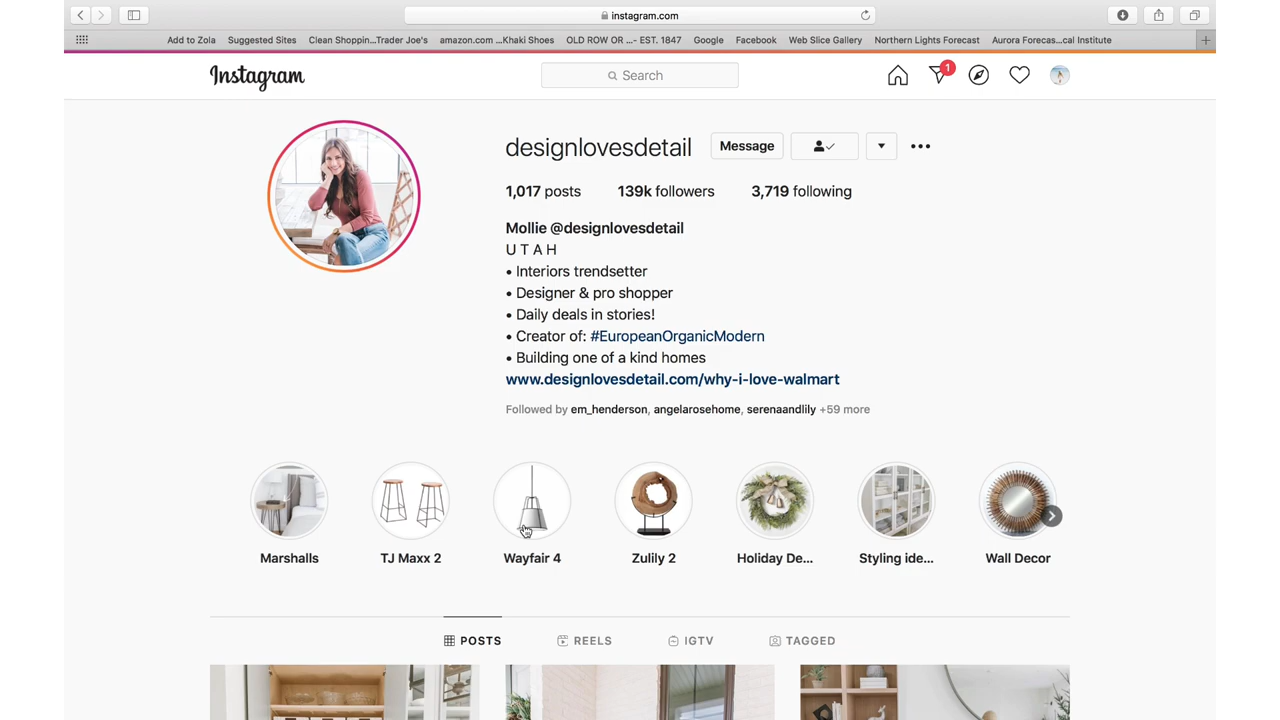 instagram.com
Add to Zola Suggested Sites Clean Shoppin...Trader Joe's amazon.com ...Khaki Shoes OLD ROW OR ...- EST. 1847 Google Facebook Web Slice Gallery Northern Lights Forecast Aurora Forecas...cal Institute
Instagram Search 1
designlovesdetail Message
1,017 posts 139k followers 3,719 following
Mollie @designlovesdetail
U T A H
• Interiors trendsetter
• Designer & pro shopper
• Daily deals in stories!
• Creator of: #EuropeanOrganicModern
• Building one of a kind homes
www.designlovesdetail.com/why-i-love-walmart
Followed by em_henderson, angelarosehome, serenaandlily +59 more
Marshalls TJ Maxx 2 Wayfair 4 Zulily 2 Holiday De... Styling ide... Wall Decor
POSTS REELS IGTV TAGGED